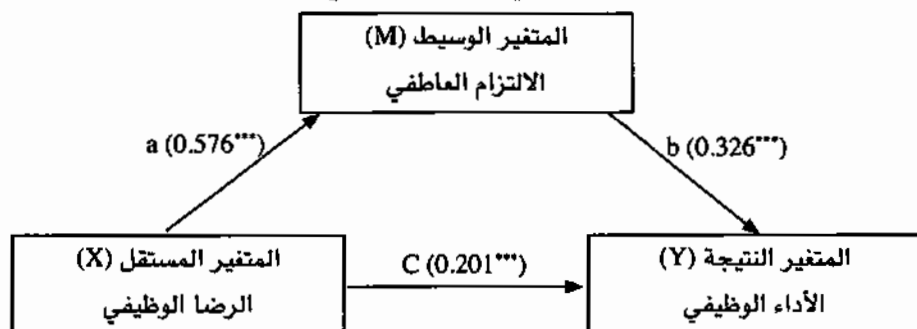 المتغير الوسيط (M)
الالتزام العاطفي
a (0.576***)
b (0.326***)
المتغير المستقل (X)
الرضا الوظيفي
C (0.201***)
المتغير النتيجة (Y)
الأداء الوظيفي